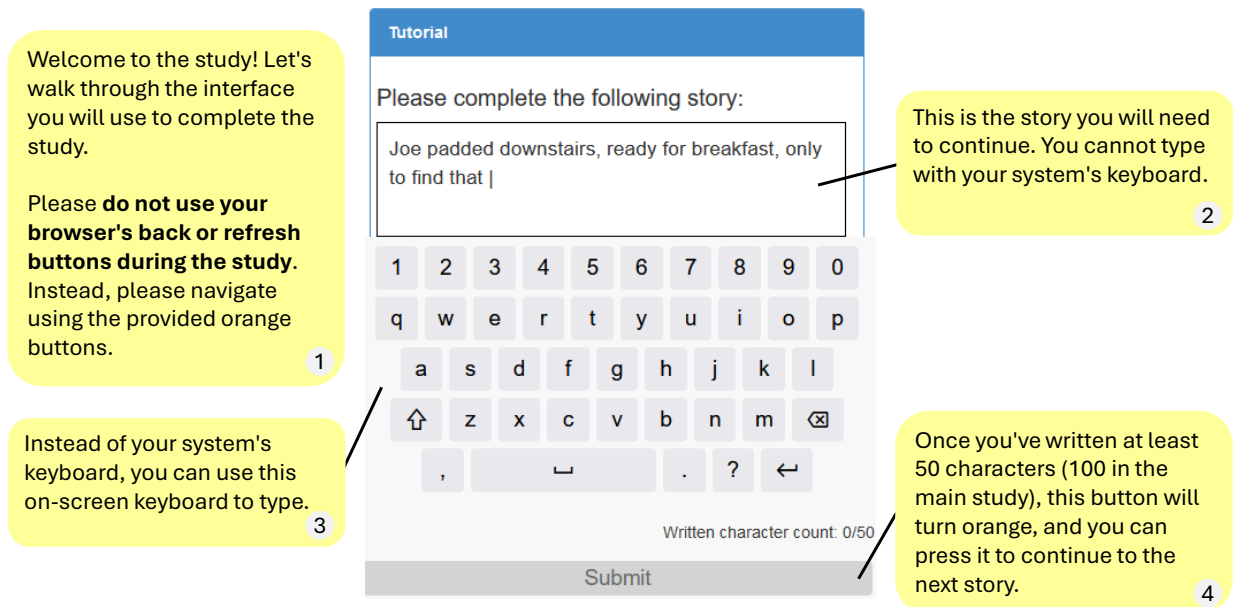 Welcome to the study! Let's
walk through the interface
you will use to complete the
study.
Please do not use your
browser's back or refresh
buttons during the study.
Instead, please navigate
using the provided orange
buttons.
1
Tutorial
Please complete the following story:
Joe padded downstairs, ready for breakfast, only
to find that |
This is the story you will need
to continue. You cannot type
with your system's keyboard.
2
1 2 3 4 5 6 7 8 9 0
q w e r t y u i o p
a s d f g h j k l
z x c v b n m
, . ?
Instead of your system's
keyboard, you can use this
on-screen keyboard to type.
3
Written character count: 0/50
Submit
Once you've written at least
50 characters (100 in the
main study), this button will
turn orange, and you can
press it to continue to the
next story.
4